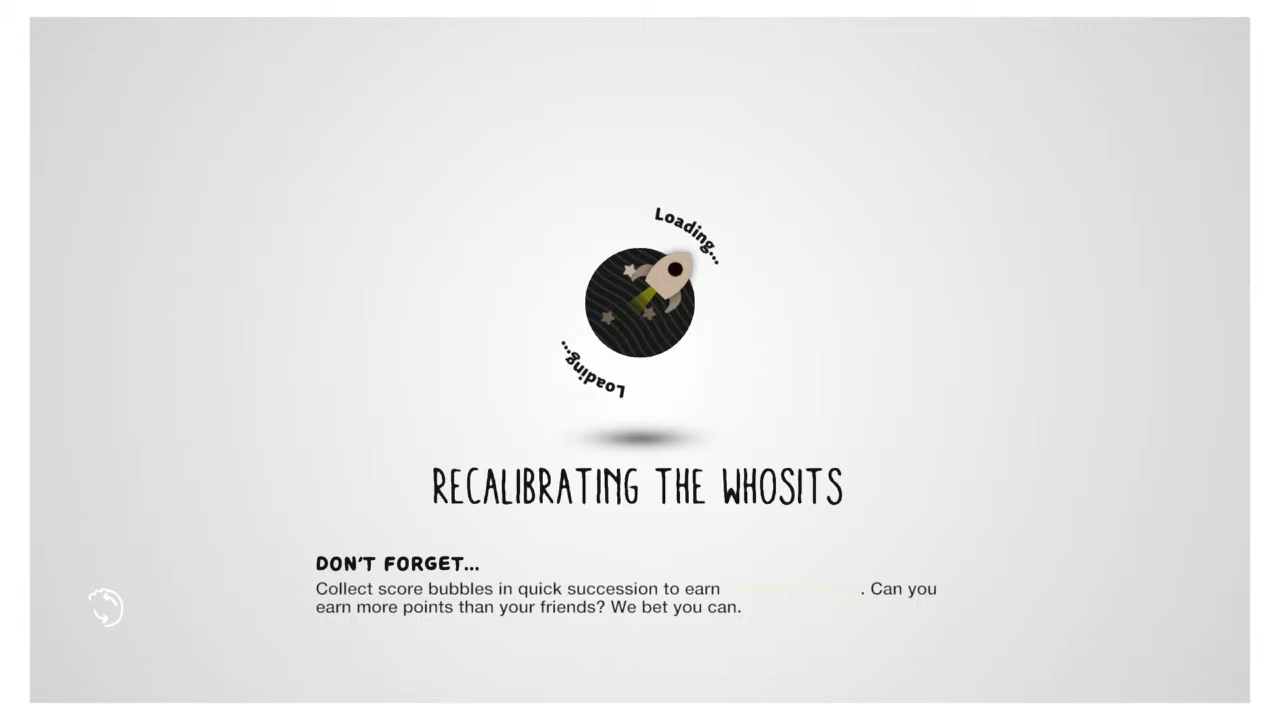 Loading...
Loading...
RECALIBRATING THE WHOSITS
DON'T FORGET...
Collect score bubbles in quick succession to earn . Can you
earn more points than your friends? We bet you can.